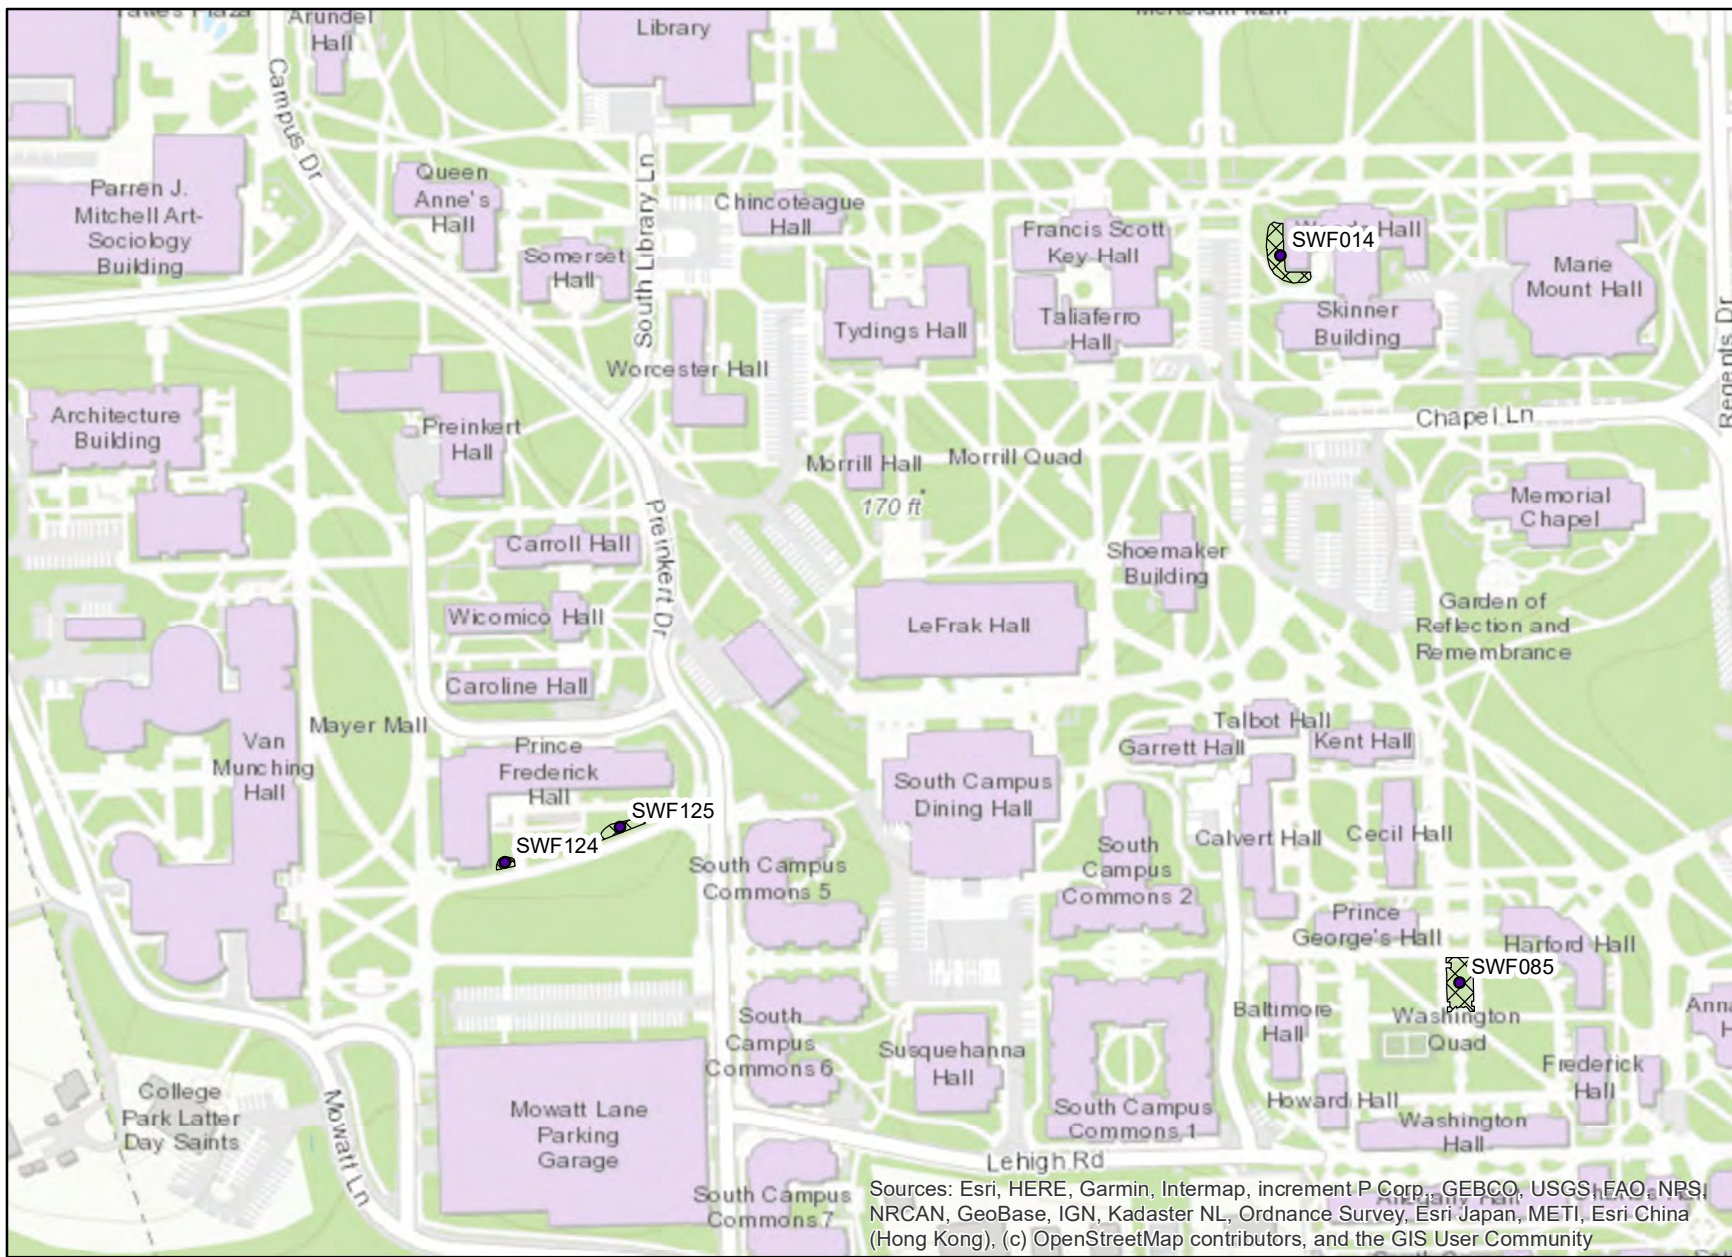 Arundel
Hall
Library
Campus Dr
Parren J.
Mitchell Art-
Sociology
Building
Queen
Anne's
Hall
South Library Ln
Chincoteague
Hall
Somerset
Hall
Francis Scott
Key Hall
Hall
SWF014
Marie
Mount Hall
Tydings Hall
Taliaferro
Hall
Skinner
Building
Regents Dr
Worcester Hall
Architecture
Building
Preinkert
Hall
Chapel Ln
Morrill Hall
Morrill Quad
170 ft
Memorial
Chapel
Preinkert Dr
Carroll Hall
Shoemaker
Building
Wicomico Hall
LeFrak Hall
Garden of
Reflection and
Remembrance
Caroline Hall
Mayer Mall
Van
Munching
Hall
Prince
Frederick
Hall
Talbot Hall
Garrett Hall
Kent Hall
South Campus
Dining Hall
SWF125
SWF124
South Campus
Commons 5
South
Campus
Commons 2
Calvert Hall
Cecil Hall
Prince
George's Hall
Harford Hall
SWF085
Baltimore
Hall
Washington
Quad
South
Campus
Commons 6
Susquehanna
Hall
Frederick
Hall
College
Park Latter
Day Saints
Mowatt Ln
Mowatt Lane
Parking
Garage
South Campus
Commons 1
Howard Hall
Washington
Hall
Lehigh Rd
South Campus
Commons 7
Sources: Esri, HERE, Garmin, Intermap, increment P Corp., GEBCO, USGS, FAO, NPS,
NRCAN, GeoBase, IGN, Kadaster NL, Ordnance Survey, Esri Japan, METI, Esri China
(Hong Kong), (c) OpenStreetMap contributors, and the GIS User Community